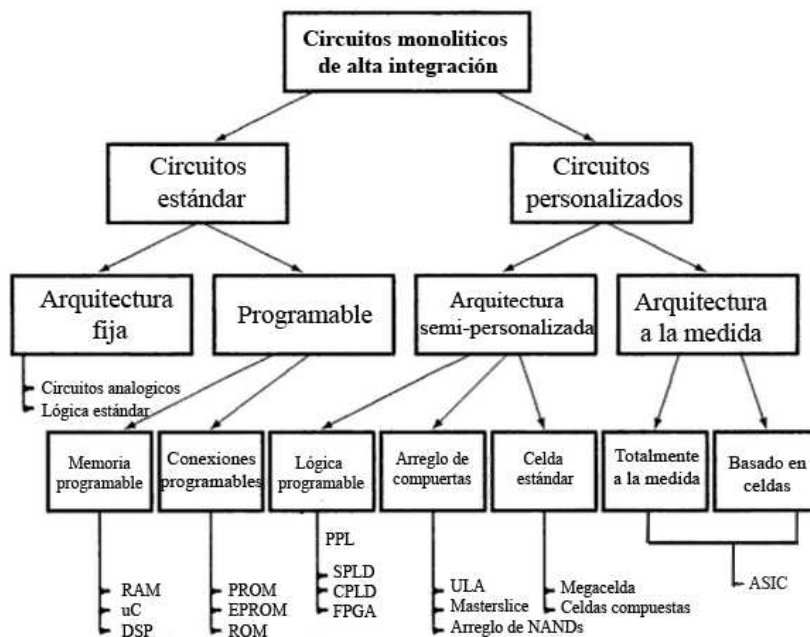 Circuitos monoliticos
de alta integración
Circuitos
estándar
Circuitos
personalizados
Arquitectura
fija
Programable
Arquitectura
semi-personalizada
Arquitectura
a la medida
Circuitos analogicos
Lógica estándar
Memoria
programable
Conexiones
programables
Lógica
programable
Arreglo de
compuertas
Celda
estándar
Totalmente
a la medida
Basado en
celdas
RAM
uC
DSP
PROM
EPROM
ROM
PPL
SPLD
CPLD
FPGA
ULA
Masterslice
Arreglo de NANDs
Megacelda
Celdas compuestas
ASIC